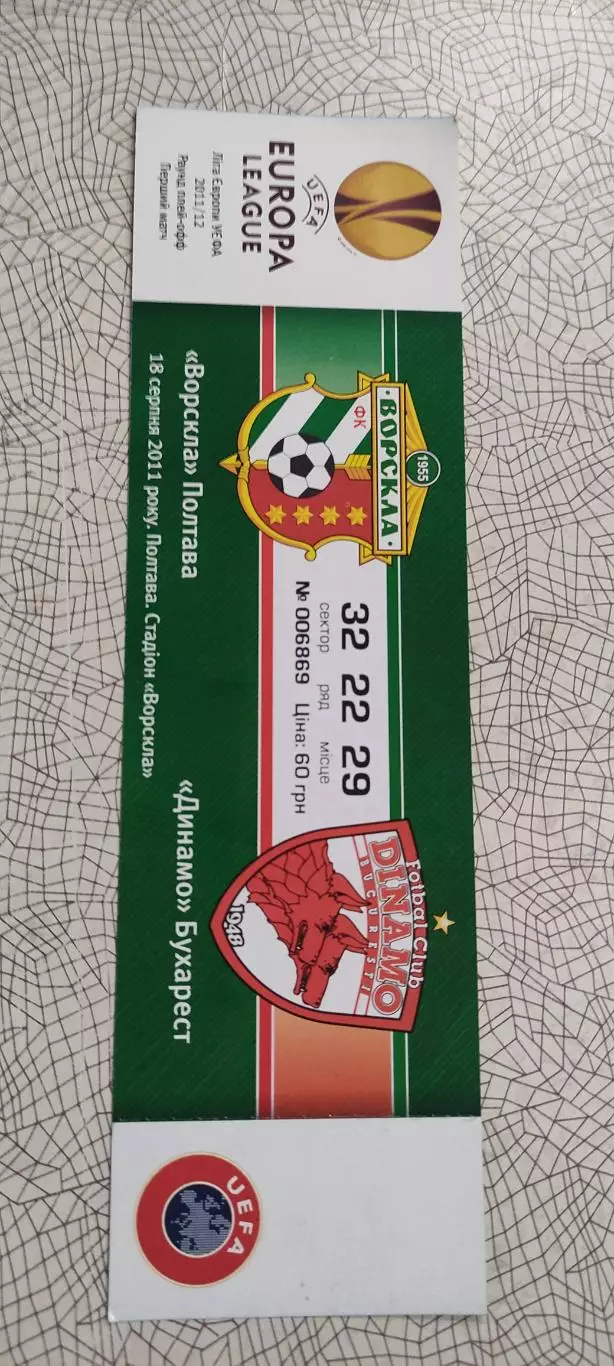 EUROPA
LEAGUE
UEFA
Ліга Європи УЄФА
2011/12
Раунд плей-офф
Перший матч
1955
·ВОРСКЛА·
ФК
32 22 29
сектор ряд місце
№ 006869 Ціна: 60 грн
Fotbal Club
DINAMO
BUCURESTI
1948
«Ворскла» Полтава
«Динамо» Бухарест
18 серпня 2011 року. Полтава. Стадіон «Ворскла»
UEFA